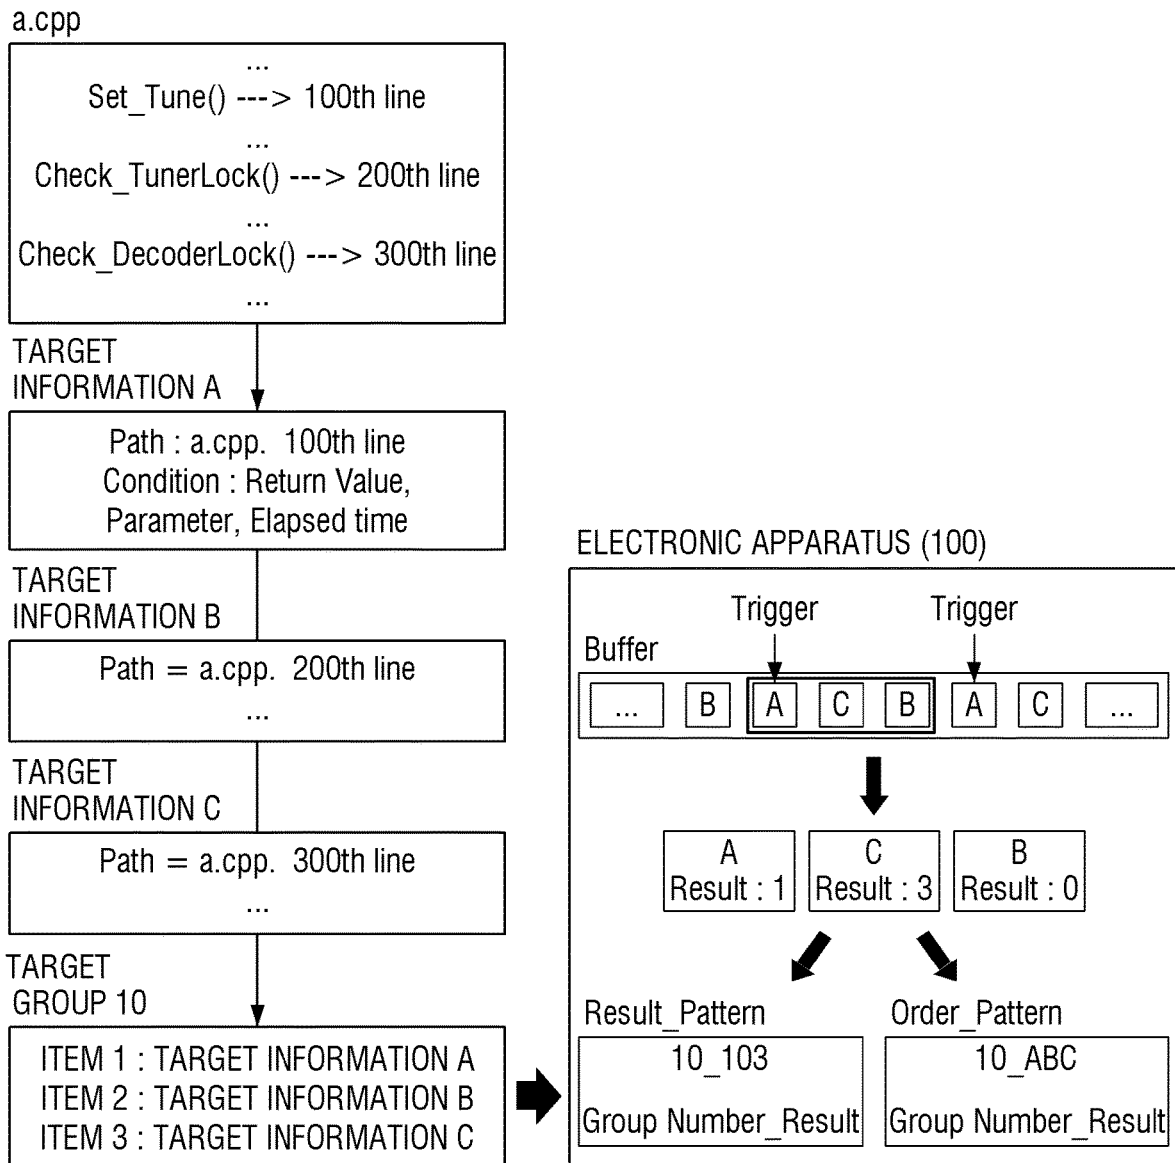 a.cpp
...
Set_Tune() ---> 100th line
...
Check_TunerLock() ---> 200th line
...
Check_DecoderLock() ---> 300th line
...
TARGET
INFORMATION A
Path : a.cpp. 100th line
Condition : Return Value,
Parameter, Elapsed time
TARGET
INFORMATION B
Path = a.cpp. 200th line
...
TARGET
INFORMATION C
Path = a.cpp. 300th line
...
TARGET
GROUP 10
ITEM 1 : TARGET INFORMATION A
ITEM 2 : TARGET INFORMATION B
ITEM 3 : TARGET INFORMATION C
ELECTRONIC APPARATUS (100)
Trigger Trigger
Buffer
... B A C B A C ...
A
Result : 1
C
Result : 3
B
Result : 0
Result_Pattern
10_103
Group Number_Result
Order_Pattern
10_ABC
Group Number_Result